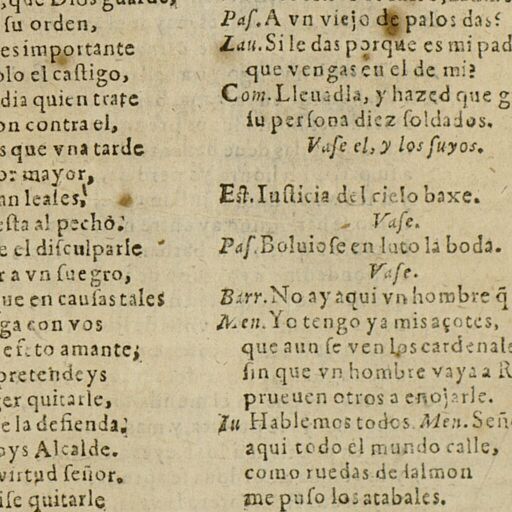 que Dios guarde,
su orden,
es importante
olo el castigo,
dia quien trate
on contra el,
s que vna tarde
or mayor,
an leales,
esta al pecho.
e el disculparle
r a vn suegro,
que en causas tales
ga con vos
efeto amante;
pretendeys
ger quitarle,
e la defienda,
oys Alcalde.
virtud señor.
ise quitarle
Pas. A vn viejo de palos das?
Lau. Si le das porque es mi pad
que vengas en el de mi?
Com. Lleuadla, y hazed que g
su persona diez soldados.
Vase el, y los suyos.
Est. Iusticia del cielo baxe.
Vase.
Pas. Boluiose en luto la boda.
Vase.
Barr. No ay aqui vn hombre q̃
Men. Yo tengo ya mis açotes,
que aun se ven los cardenale
sin que vn hombre vaya a R
prueuen otros a enojarle.
Iu Hablemos todos. Men. Seño
aqui todo el mundo calle,
como ruedas de salmon
me puso los atabales.